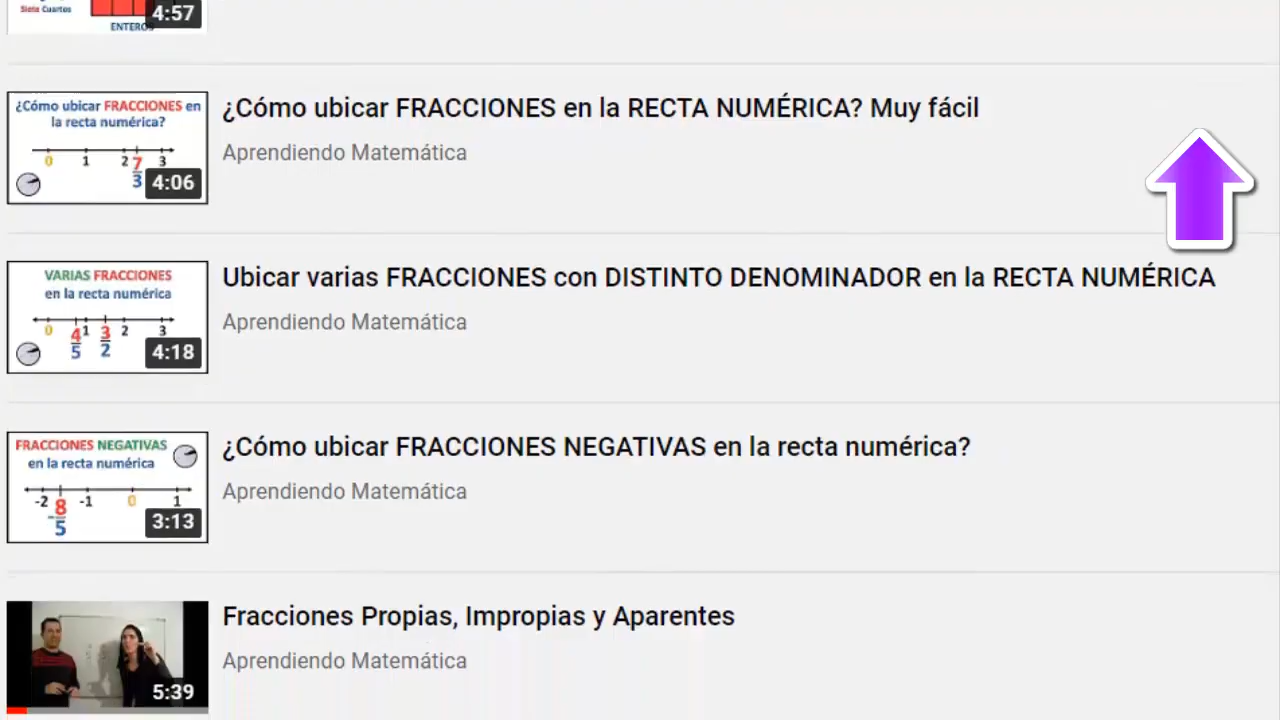 Siete Cuartos
ENTEROS
4:57
¿Cómo ubicar FRACCIONES en
la recta numérica?
0 1 2 7/3 3
4:06
¿Cómo ubicar FRACCIONES en la RECTA NUMÉRICA? Muy fácil
Aprendiendo Matemática
VARIAS FRACCIONES
en la recta numérica
0 4/5 1 3/2 2 3
4:18
Ubicar varias FRACCIONES con DISTINTO DENOMINADOR en la RECTA NUMÉRICA
Aprendiendo Matemática
FRACCIONES NEGATIVAS
en la recta numérica
-2 -8/5 -1 0 1
3:13
¿Cómo ubicar FRACCIONES NEGATIVAS en la recta numérica?
Aprendiendo Matemática
5:39
Fracciones Propias, Impropias y Aparentes
Aprendiendo Matemática